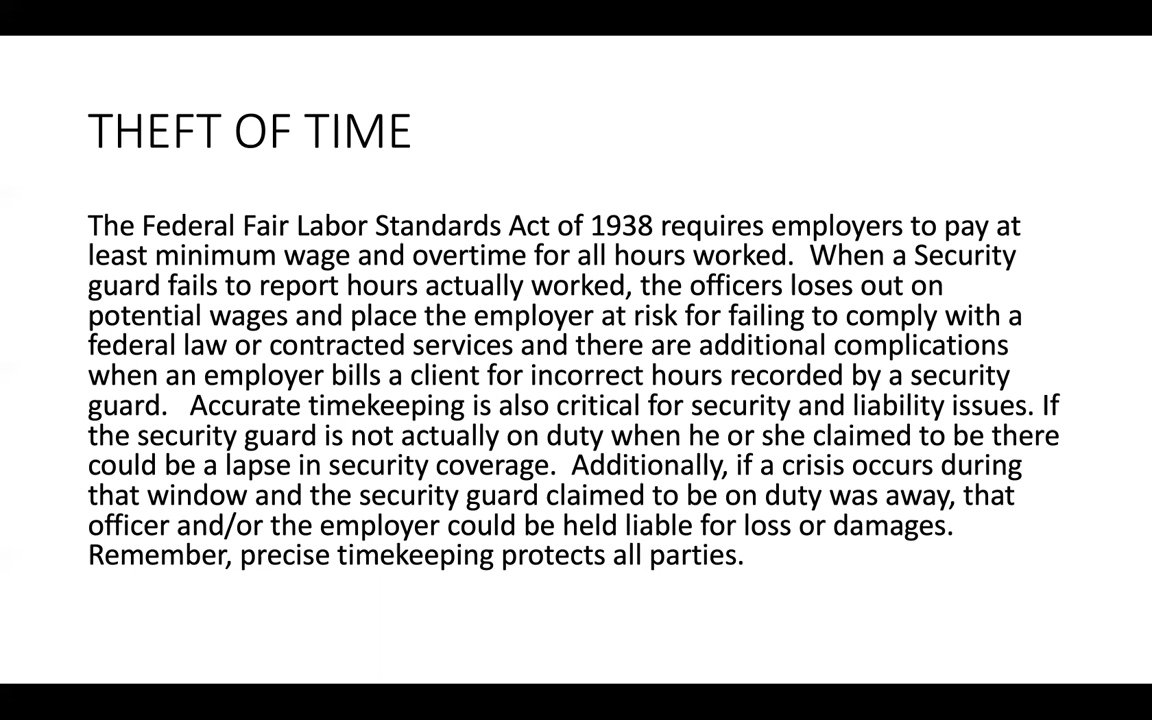 THEFT OF TIME
The Federal Fair Labor Standards Act of 1938 requires employers to pay at
least minimum wage and overtime for all hours worked.  When a Security
guard fails to report hours actually worked, the officers loses out on
potential wages and place the employer at risk for failing to comply with a
federal law or contracted services and there are additional complications
when an employer bills a client for incorrect hours recorded by a security
guard.   Accurate timekeeping is also critical for security and liability issues. If
the security guard is not actually on duty when he or she claimed to be there
could be a lapse in security coverage.  Additionally, if a crisis occurs during
that window and the security guard claimed to be on duty was away, that
officer and/or the employer could be held liable for loss or damages.
Remember, precise timekeeping protects all parties.